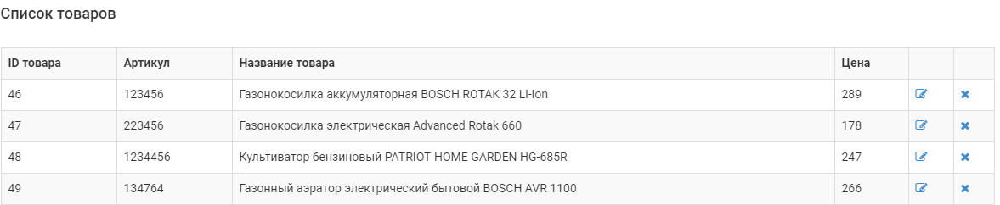 Список товаров
ID товара Артикул Название товара Цена
46 123456 Газонокосилка аккумуляторная BOSCH ROTAK 32 Li-Ion 289
47 223456 Газонокосилка электрическая Advanced Rotak 660 178
48 1234456 Культиватор бензиновый PATRIOT HOME GARDEN HG-685R 247
49 134764 Газонный аэратор электрический бытовой BOSCH AVR 1100 266